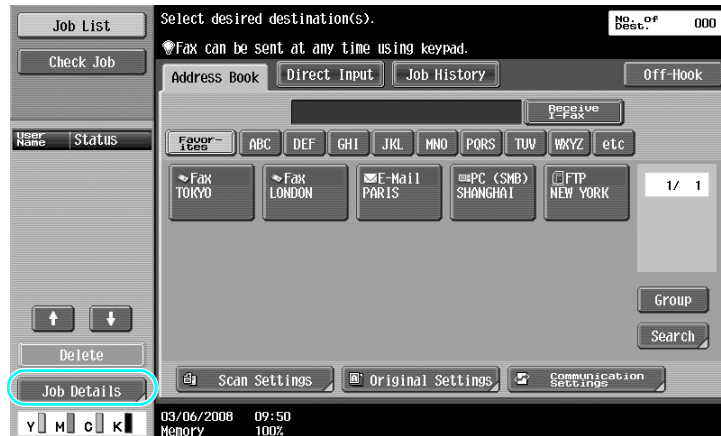 Job List
Check Job
User Name Status
Delete
Job Details
Y M C K
Select desired destination(s).
Fax can be sent at any time using keypad.
No. of Dest. 000
Address Book Direct Input Job History Off-Hook
Receive I-Fax
Favor-ites ABC DEF GHI JKL MNO PQRS TUV WXYZ etc
Fax
TOKYO
Fax
LONDON
E-Mail
PARIS
PC (SMB)
SHANGHAI
FTP
NEW YORK
1/ 1
Group
Search
Scan Settings Original Settings Communication Settings
03/06/2008 09:50
Memory 100%